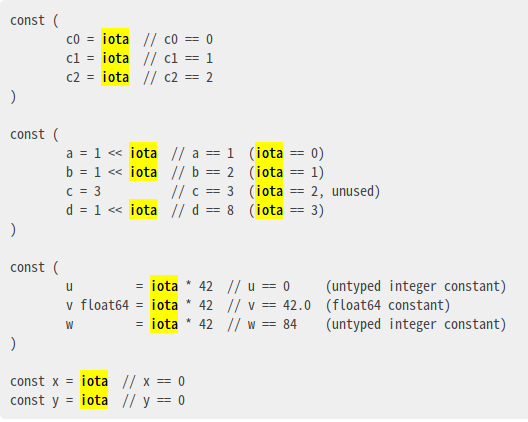 const (
c0 = iota // c0 == 0
c1 = iota // c1 == 1
c2 = iota // c2 == 2
)
const (
a = 1 << iota // a == 1 (iota == 0)
b = 1 << iota // b == 2 (iota == 1)
c = 3 // c == 3 (iota == 2, unused)
d = 1 << iota // d == 8 (iota == 3)
)
const (
u = iota * 42 // u == 0 (untyped integer constant)
v float64 = iota * 42 // v == 42.0 (float64 constant)
w = iota * 42 // w == 84 (untyped integer constant)
)
const x = iota // x == 0
const y = iota // y == 0